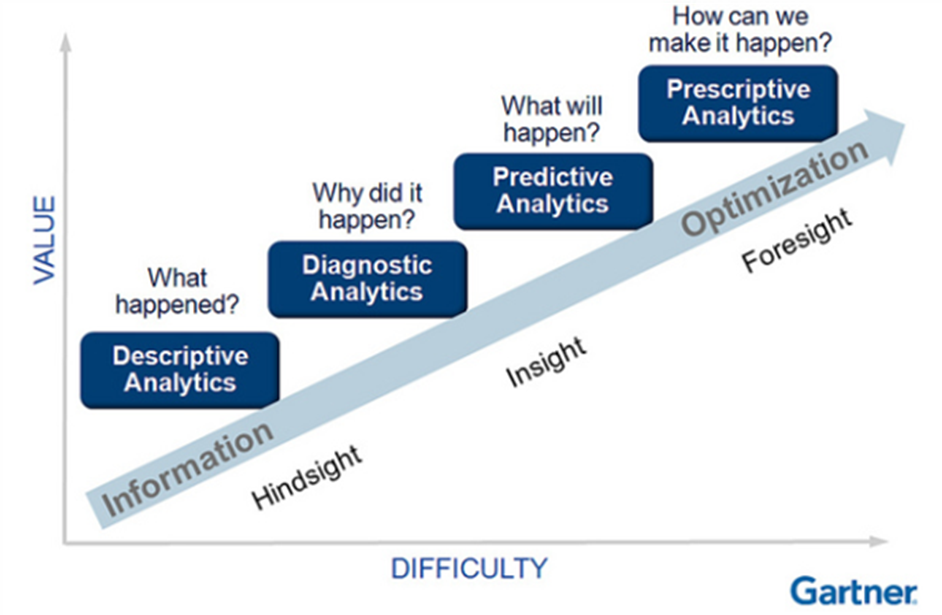 How can we
make it happen?
Prescriptive
Analytics
What will
happen?
Predictive
Analytics
Why did it
happen?
Diagnostic
Analytics
What
happened?
Descriptive
Analytics
Information
Optimization
Hindsight
Insight
Foresight
VALUE
DIFFICULTY
Gartner